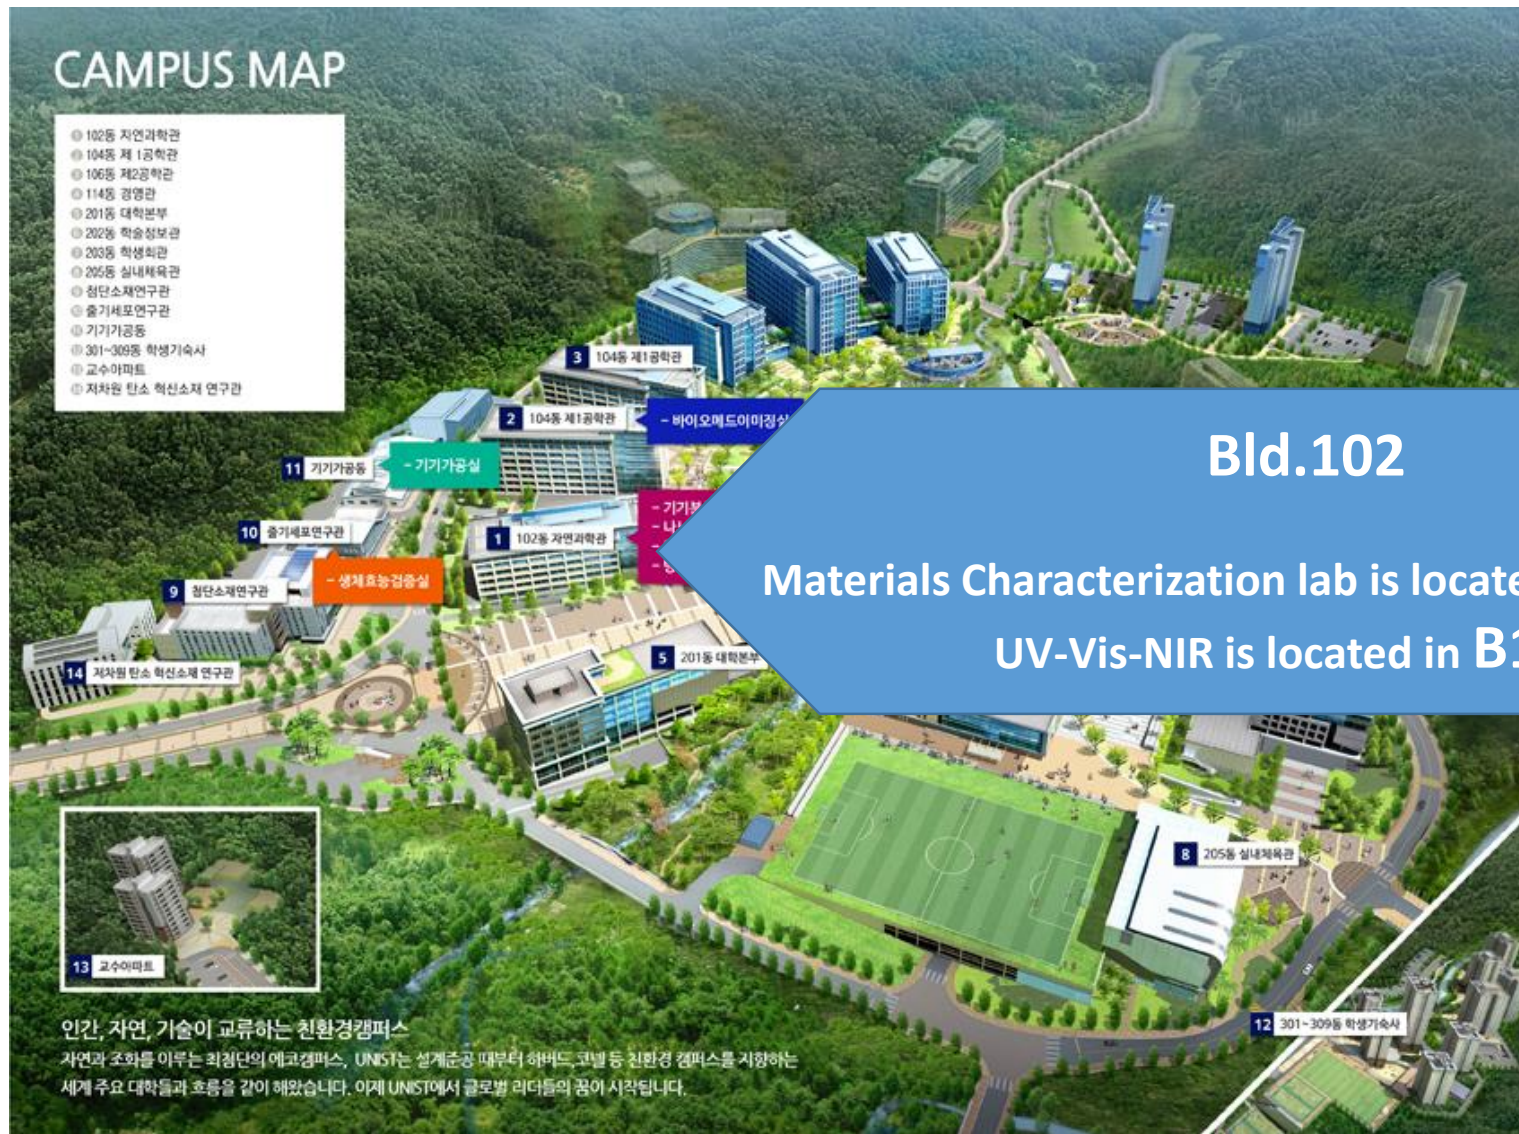 CAMPUS MAP
102동 자연과학관
104동 제 1공학관
106동 제2공학관
114동 경영관
201동 대학본부
202동 학술정보관
203동 학생회관
205동 실내체육관
첨단소재연구관
줄기세포연구관
기기가공동
301~309동 학생기숙사
교수아파트
저차원 탄소 혁신소재 연구관
3 104동 제1공학관
2 104동 제1공학관
- 바이오메드이미징실
11 기기가공동
- 기기가공실
- 기기분
1 102동 자연과학관
10 줄기세포연구관
- 생체효능검증실
9 첨단소재연구관
14 저차원 탄소 혁신소재 연구관
5 201동 대학본부
Bld.102
Materials Characterization lab is locate
UV-Vis-NIR is located in B1
8 205동 실내체육관
13 교수아파트
12 301~309동 학생기숙사
인간, 자연, 기술이 교류하는 친환경캠퍼스
자연과 조화를 이루는 최첨단의 에코캠퍼스, UNIST는 설계준공 때부터 하버드,코넬 등 친환경 캠퍼스를 지향하는
세계 주요 대학들과 흐름을 같이 해왔습니다. 이제 UNIST에서 글로벌 리더들의 꿈이 시작됩니다.